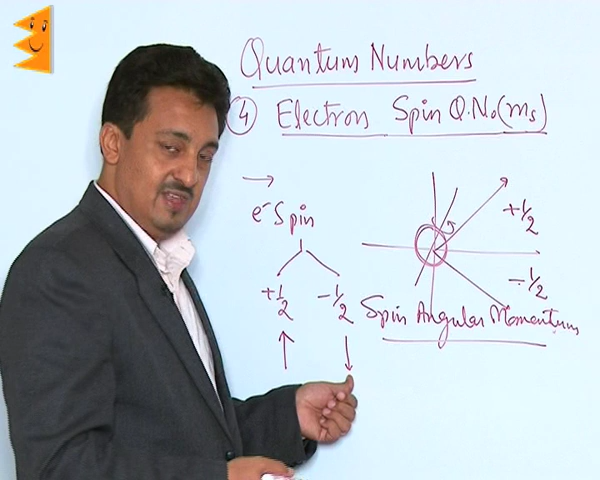 Quantum Numbers
④ Electron Spin Q.No(ms)
e⁻ Spin
+1/2 -1/2
+1/2
-1/2
Spin Angular Momentum